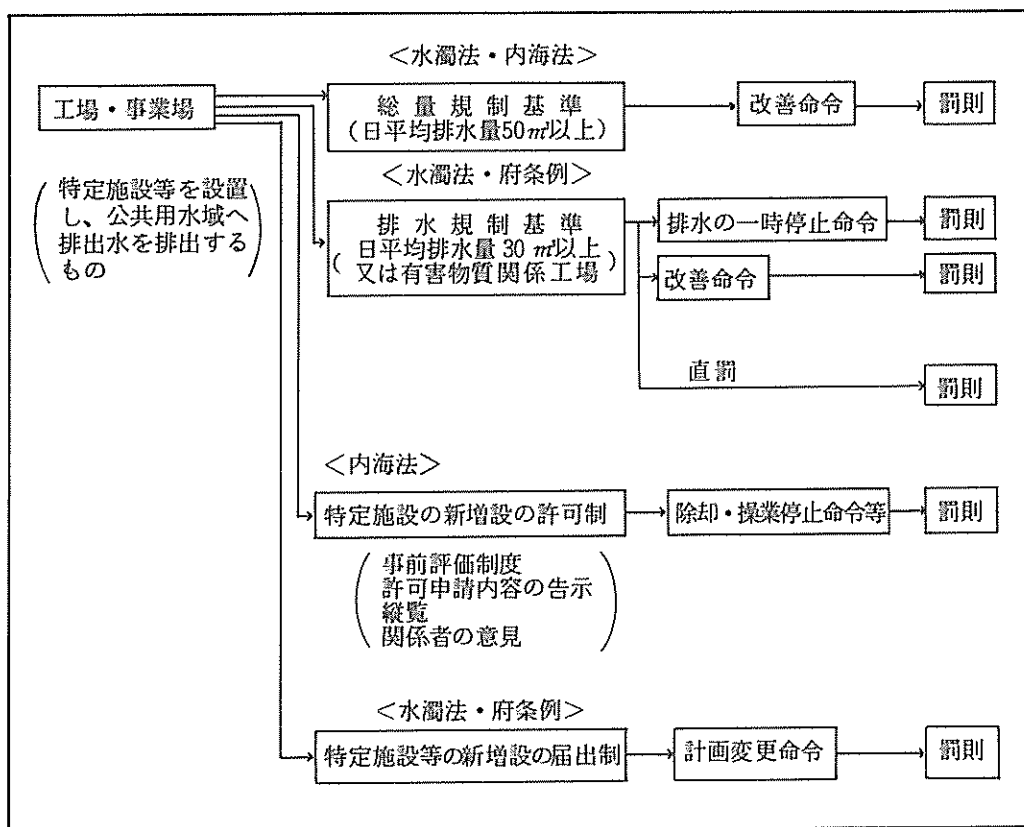 ＜水濁法・内海法＞
工場・事業場
総量規制基準
（日平均排水量50㎥以上）
改善命令
罰則
特定施設等を設置
し、公共用水域へ
排出水を排出する
もの
＜水濁法・府条例＞
排水規制基準
日平均排水量30㎥以上
又は有害物質関係工場
排水の一時停止命令
罰則
改善命令
罰則
直罰
罰則
＜内海法＞
特定施設の新増設の許可制
除却・操業停止命令等
罰則
事前評価制度
許可申請内容の告示
縦覧
関係者の意見
＜水濁法・府条例＞
特定施設等の新増設の届出制
計画変更命令
罰則